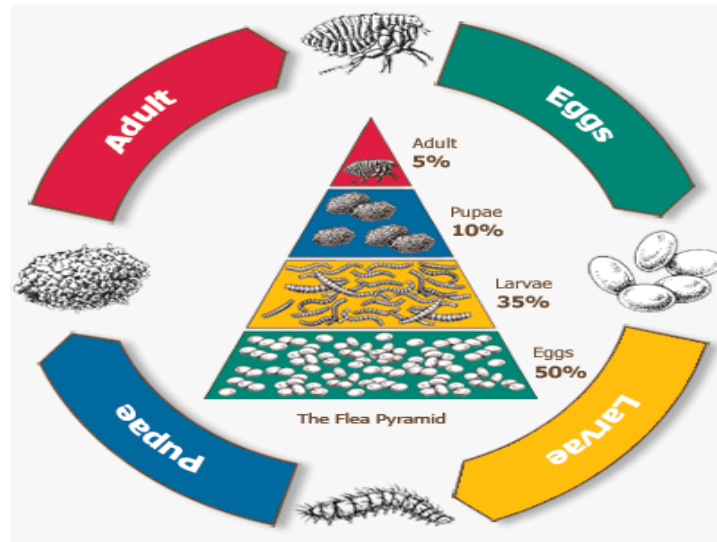 Adult
Eggs
Adult
5%
Pupae
10%
Larvae
35%
Eggs
50%
The Flea Pyramid
Pupae
Larvae